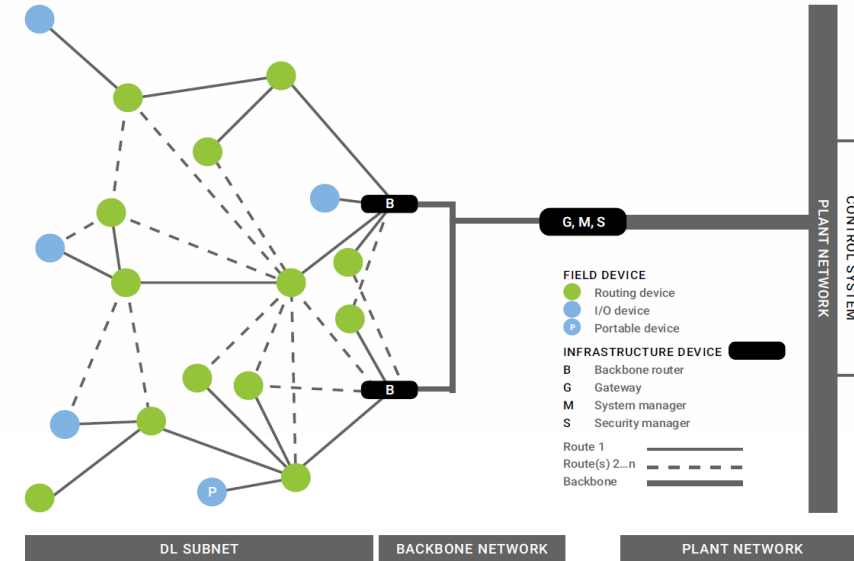 B
G, M, S
PLANT NETWORK
CONTROL SYSTEM
FIELD DEVICE
Routing device
I/O device
P Portable device
INFRASTRUCTURE DEVICE
B Backbone router
G Gateway
M System manager
S Security manager
B
Route 1
Route(s) 2...n
Backbone
P
DL SUBNET
BACKBONE NETWORK
PLANT NETWORK